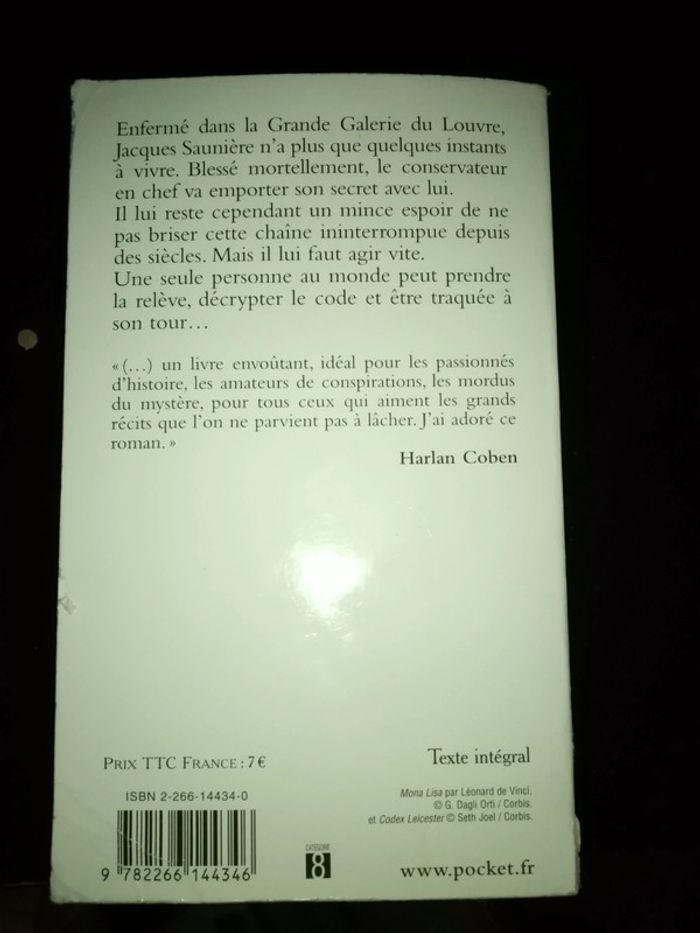 Enfermé dans la Grande Galerie du Louvre,
Jacques Saunière n'a plus que quelques instants
à vivre. Blessé mortellement, le conservateur
en chef va emporter son secret avec lui.
Il lui reste cependant un mince espoir de ne
pas briser cette chaîne ininterrompue depuis
des siècles. Mais il lui faut agir vite.
Une seule personne au monde peut prendre
la relève, décrypter le code et être traquée à
son tour…
« (…) un livre envoûtant, idéal pour les passionnés
d'histoire, les amateurs de conspirations, les mordus
du mystère, pour tous ceux qui aiment les grands
récits que l'on ne parvient pas à lâcher. J'ai adoré ce
roman. »
Harlan Coben
PRIX TTC FRANCE : 7 €
Texte intégral
ISBN 2-266-14434-0
Mona Lisa par Léonard de Vinci,
© G. Dagli Orti / Corbis.
et Codex Leicester © Seth Joel / Corbis.
CATÉGORIE
8
9 782266 144346
www.pocket.fr